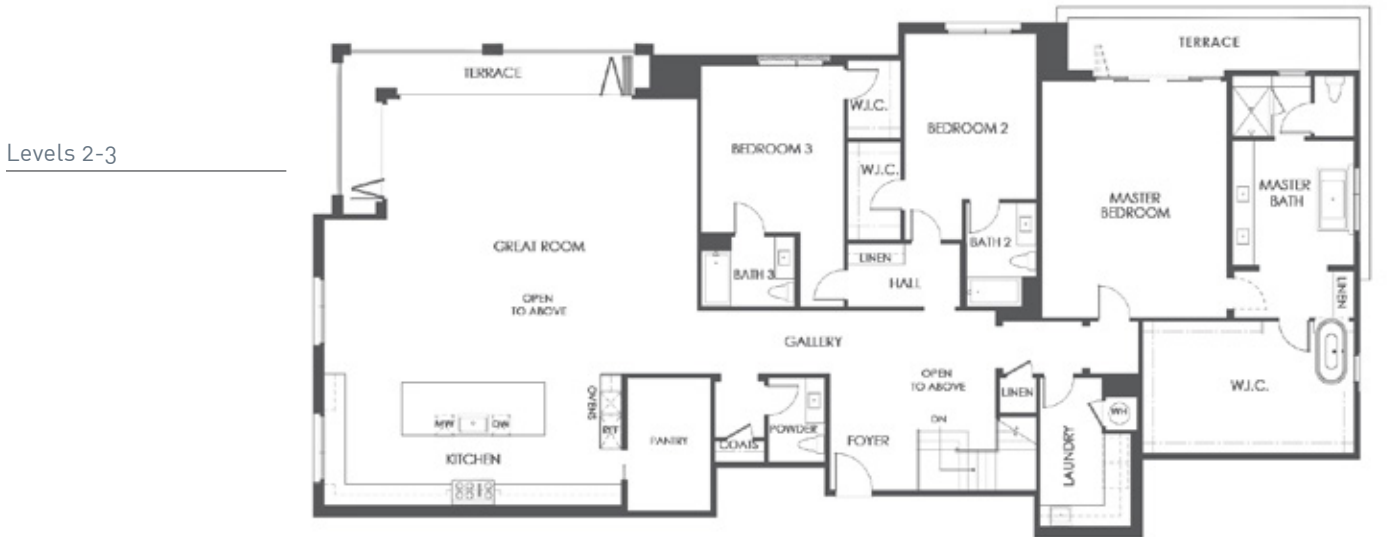 Levels 2-3
TERRACE
TERRACE
W.I.C.
BEDROOM 2
BEDROOM 3
W.I.C.
MASTER
BEDROOM
MASTER
BATH
GREAT ROOM
BATH 2
LINEN
BATH 3
HALL
LINEN
OPEN
TO ABOVE
GALLERY
OPEN
TO ABOVE
W.I.C.
OVENS
LINEN
WH
MW
DW
REF
COATS
POWDER
DN
PANTRY
FOYER
LAUNDRY
KITCHEN